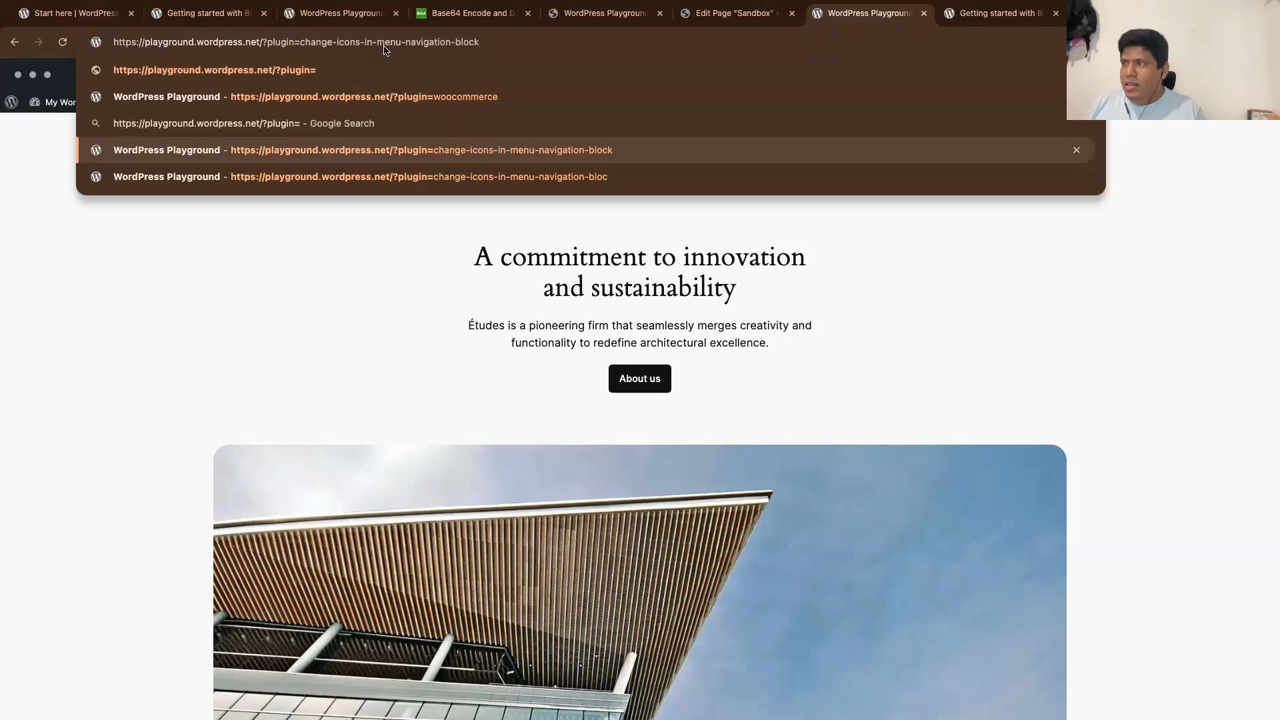 Start here | WordPress
Getting started with B
WordPress Playground
Base64 Encode and D
WordPress Playground
Edit Page “Sandbox”
WordPress Playground
Getting started with B
https://playground.wordpress.net/?plugin=change-icons-in-menu-navigation-block
https://playground.wordpress.net/?plugin=
WordPress Playground - https://playground.wordpress.net/?plugin=woocommerce
My Wor
https://playground.wordpress.net/?plugin= - Google Search
WordPress Playground - https://playground.wordpress.net/?plugin=change-icons-in-menu-navigation-block
WordPress Playground - https://playground.wordpress.net/?plugin=change-icons-in-menu-navigation-bloc
A commitment to innovation
and sustainability
Études is a pioneering firm that seamlessly merges creativity and
functionality to redefine architectural excellence.
About us